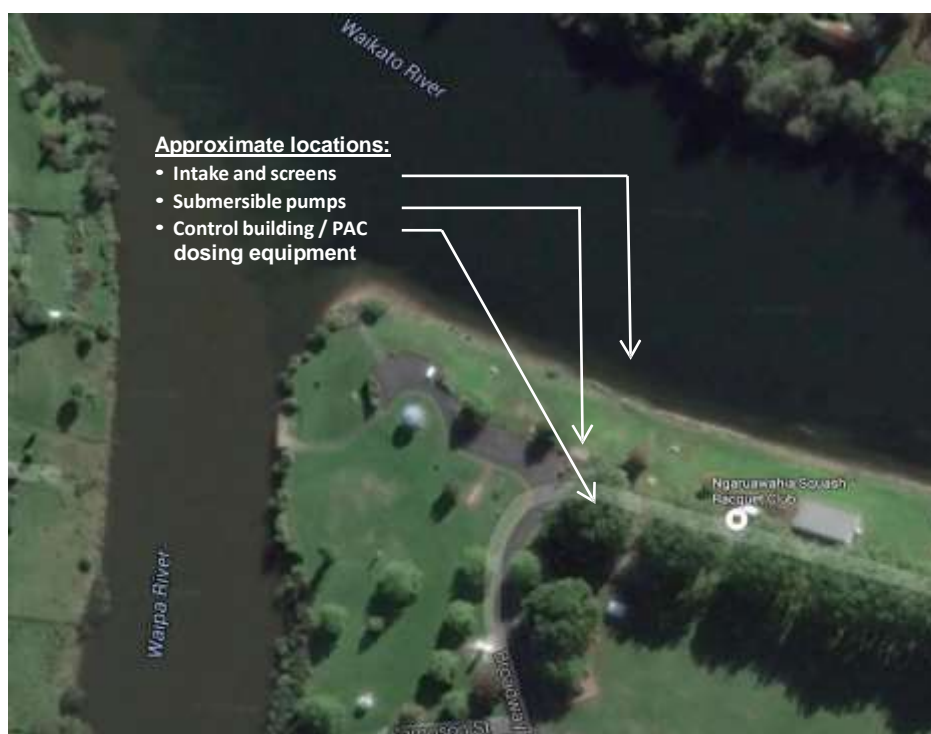 Waikato River
Approximate locations:
• Intake and screens
• Submersible pumps
• Control building / PAC
dosing equipment
Ngaruawahia Squash
Racquet Club
Waipa River